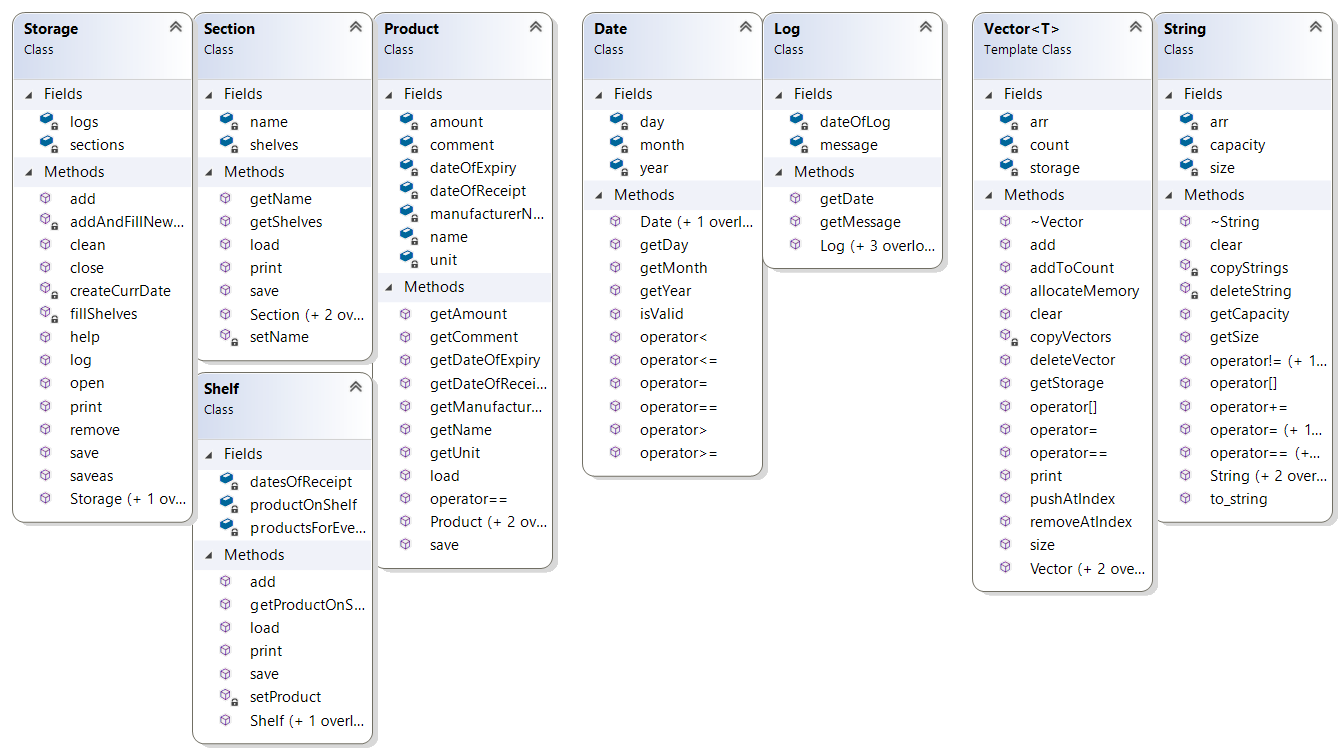 Storage
Class
Fields
logs
sections
Methods
add
addAndFillNew...
clean
close
createCurrDate
fillShelves
help
log
open
print
remove
save
saveas
Storage (+ 1 ov...
Section
Class
Fields
name
shelves
Methods
getName
getShelves
load
print
save
Section (+ 2 ov...
setName
Shelf
Class
Fields
datesOfReceipt
productOnShelf
productsForEve...
Methods
add
getProductOnS...
load
print
save
setProduct
Shelf (+ 1 overl...
Product
Class
Fields
amount
comment
dateOfExpiry
dateOfReceipt
manufacturerN...
name
unit
Methods
getAmount
getComment
getDateOfExpiry
getDateOfRecei...
getManufactur...
getName
getUnit
load
operator==
Product (+ 2 ov...
save
Date
Class
Fields
day
month
year
Methods
Date (+ 1 overl...
getDay
getMonth
getYear
isValid
operator<
operator<=
operator=
operator==
operator>
operator>=
Log
Class
Fields
dateOfLog
message
Methods
getDate
getMessage
Log (+ 3 overlo...
Vector<T>
Template Class
Fields
arr
count
storage
Methods
~Vector
add
addToCount
allocateMemory
clear
copyVectors
deleteVector
getStorage
operator[]
operator=
operator==
print
pushAtIndex
removeAtIndex
size
Vector (+ 2 ove...
String
Class
Fields
arr
capacity
size
Methods
~String
clear
copyStrings
deleteString
getCapacity
getSize
operator!= (+ 1...
operator[]
operator+=
operator= (+ 1...
operator== (+...
String (+ 2 over...
to_string